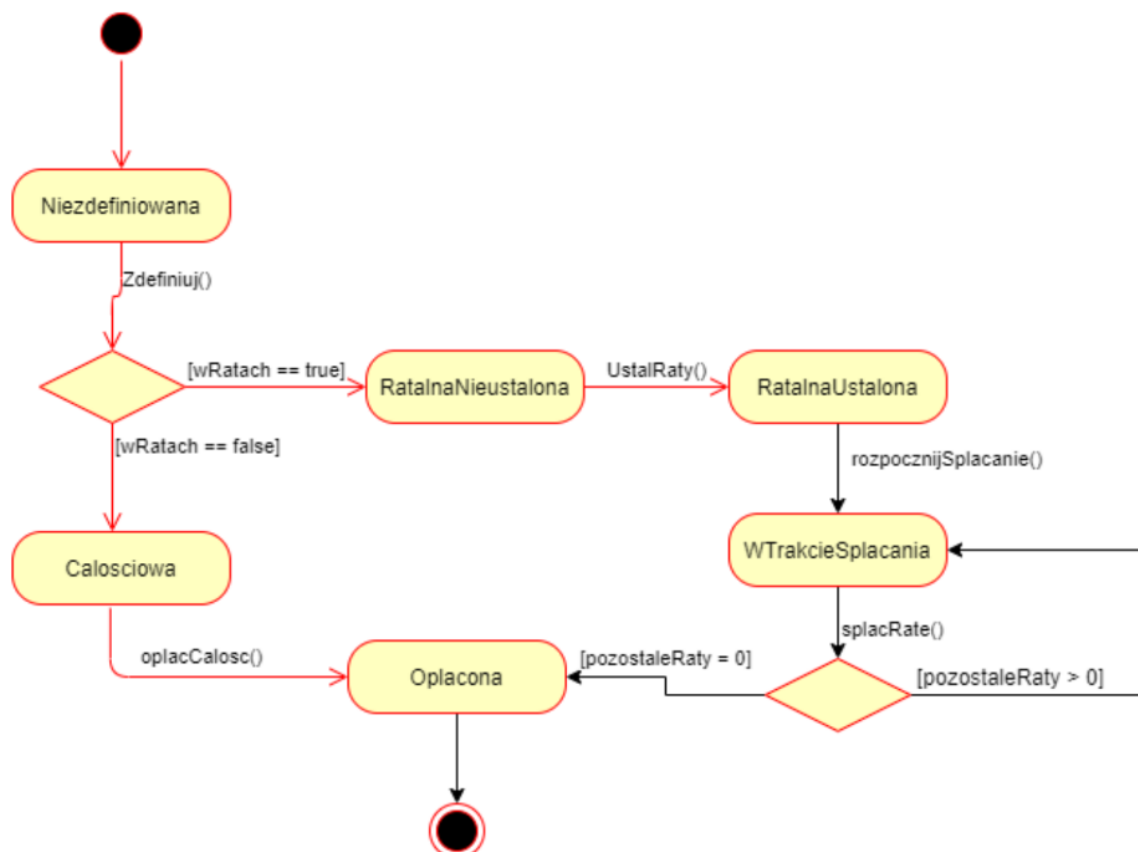 Niezdefiniowana
Zdefiniuj()
[wRatach == true]
RatalnaNieustalona
UstalRaty()
RatalnaUstalona
[wRatach == false]
rozpocznijSplacanie()
Calosciowa
WTrakcieSplacania
oplacCalosc()
splacRate()
Oplacona
[pozostaleRaty = 0]
[pozostaleRaty > 0]